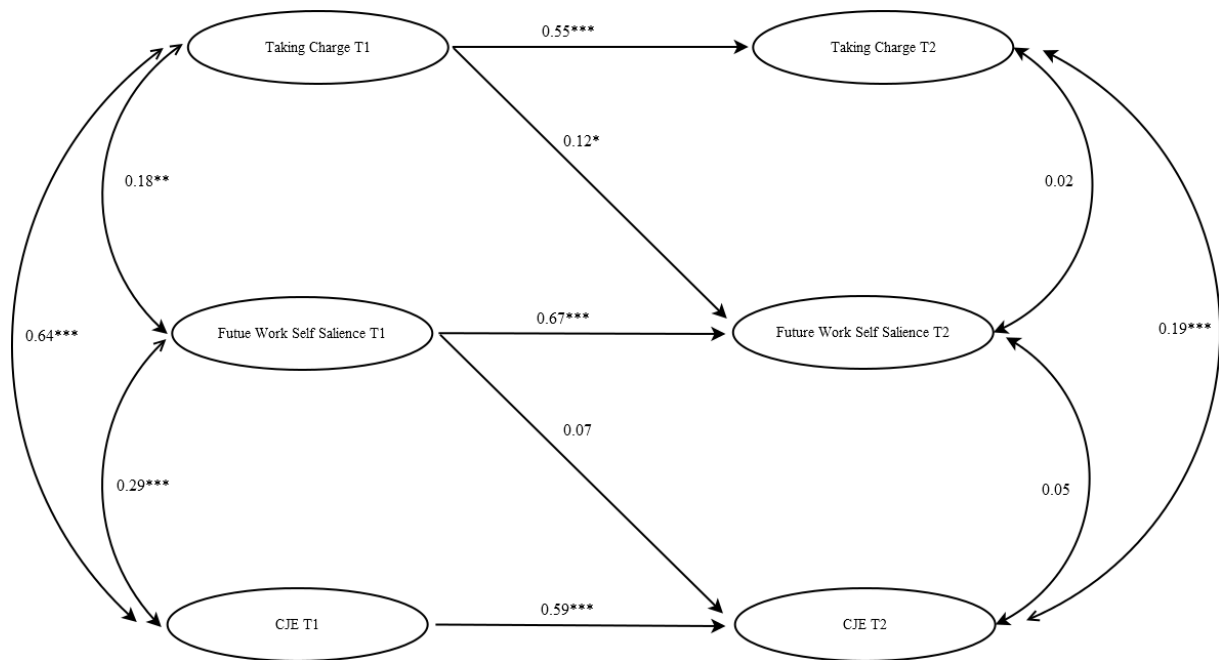 Taking Charge T1
0.55***
Taking Charge T2
0.12*
0.18**
0.02
0.64***
Futue Work Self Salience T1
0.67***
Future Work Self Salience T2
0.19***
0.07
0.29***
0.05
CJE T1
0.59***
CJE T2